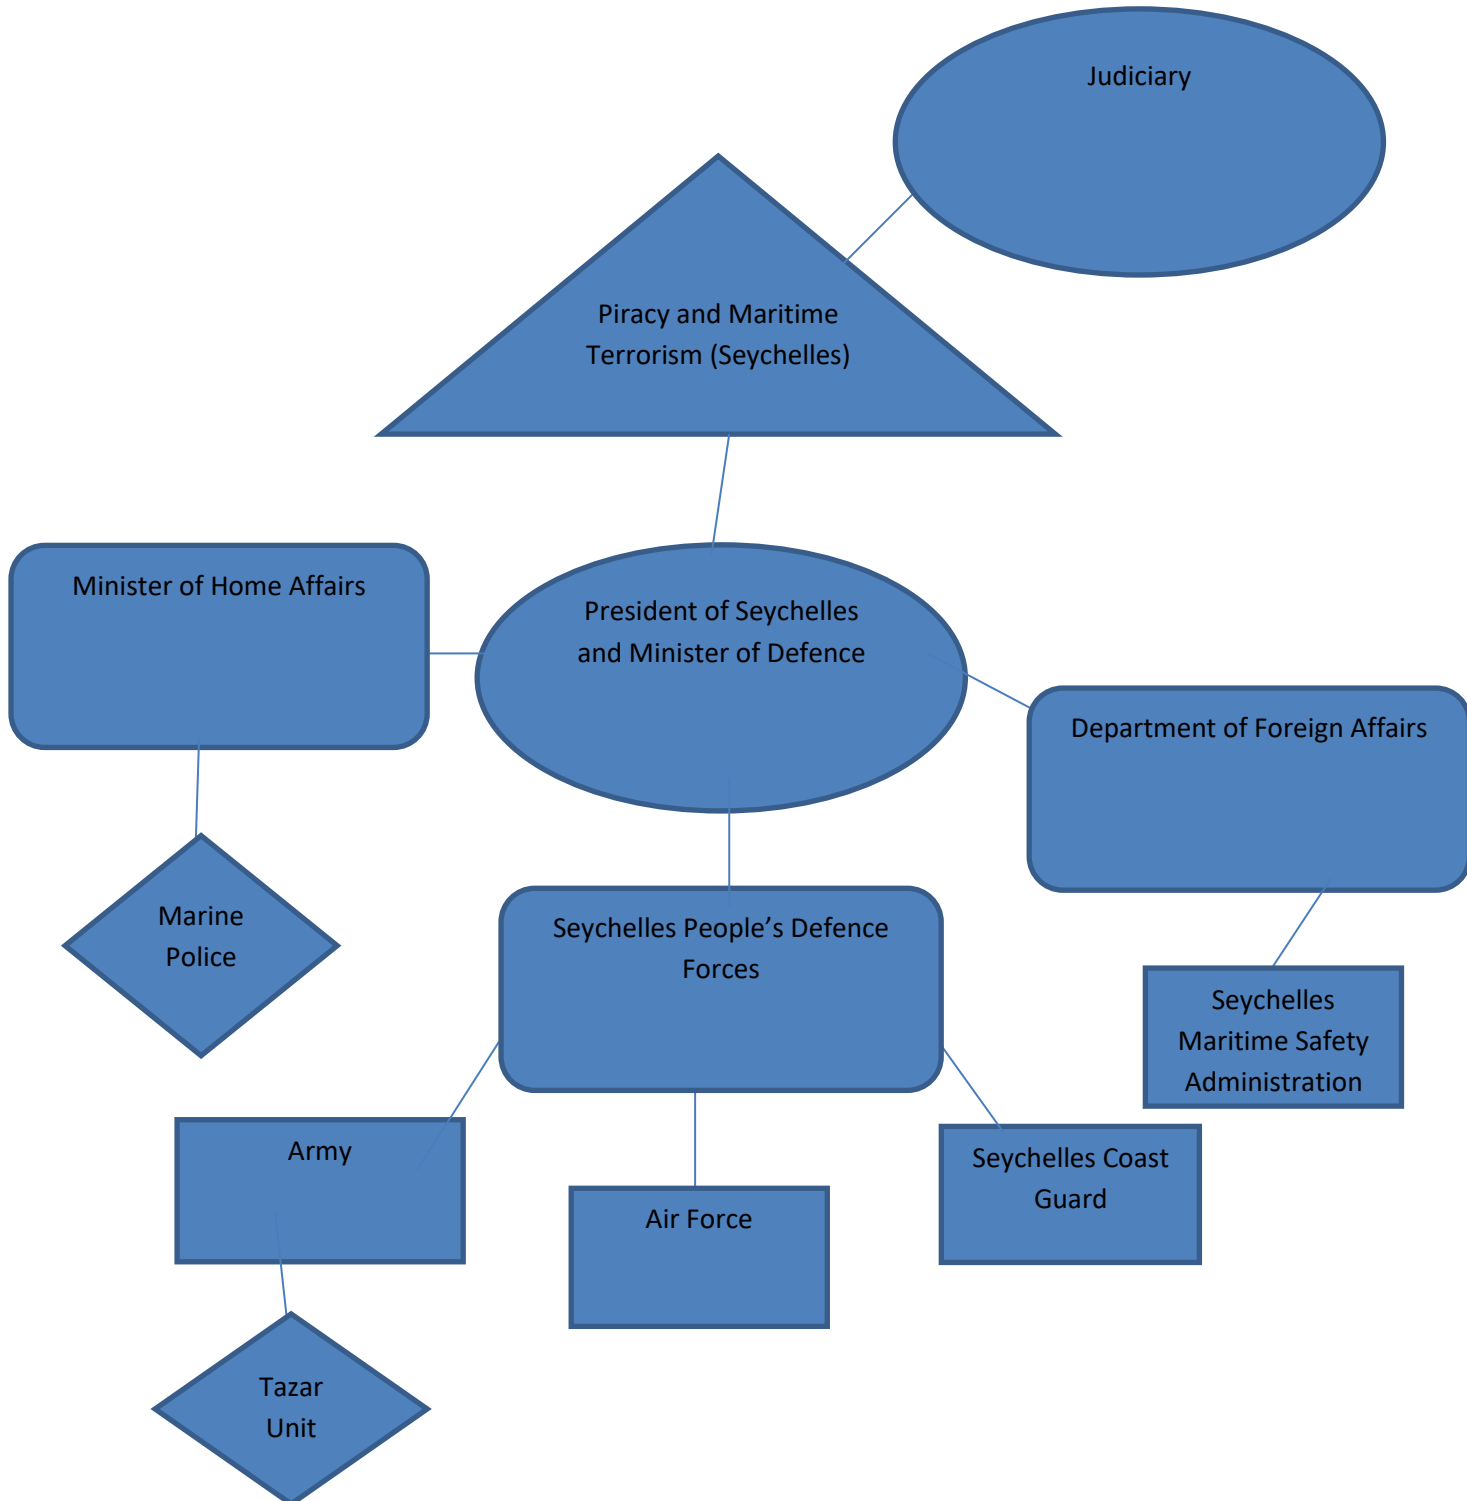 Judiciary
Piracy and Maritime
Terrorism (Seychelles)
Minister of Home Affairs
President of Seychelles
and Minister of Defence
Department of Foreign Affairs
Marine
Police
Seychelles People’s Defence
Forces
Seychelles
Maritime Safety
Administration
Army
Air Force
Seychelles Coast
Guard
Tazar
Unit